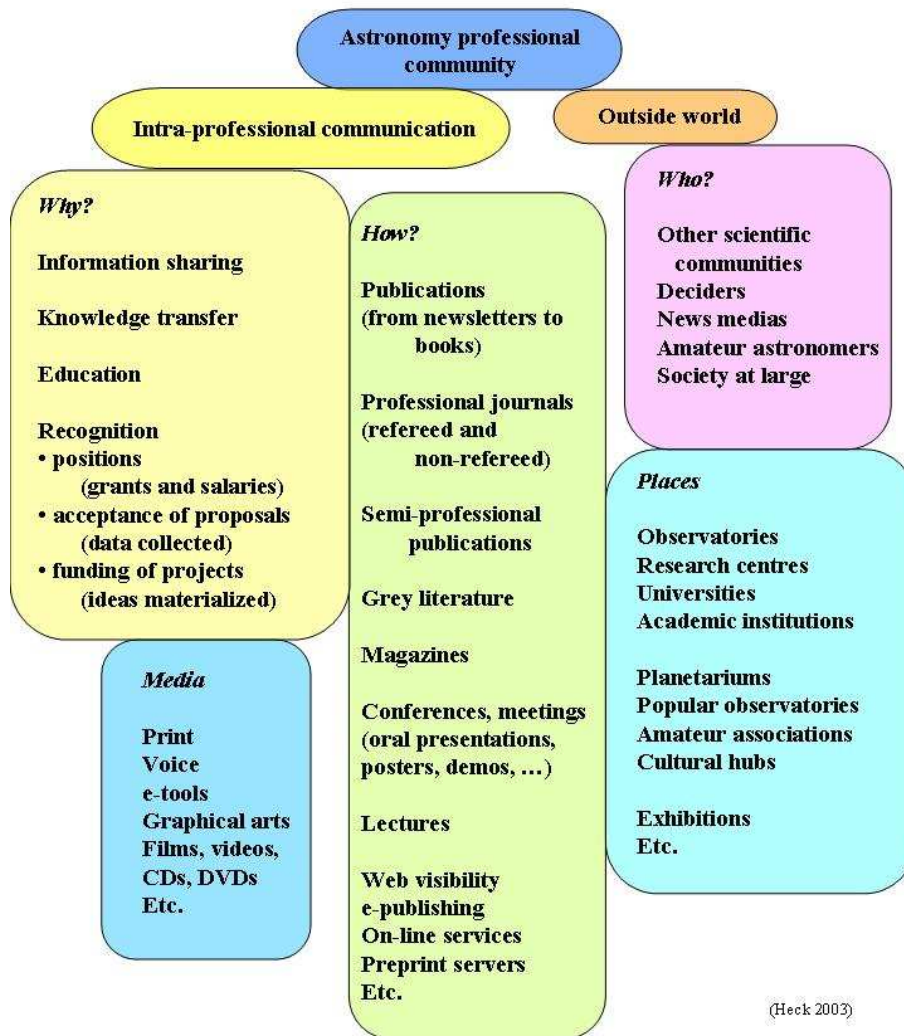 Astronomy professional
community
Intra-professional communication
Outside world
Why?
Information sharing
Knowledge transfer
Education
Recognition
• positions
(grants and salaries)
• acceptance of proposals
(data collected)
• funding of projects
(ideas materialized)
How?
Publications
(from newsletters to
books)
Professional journals
(refereed and
non-refereed)
Semi-professional
publications
Grey literature
Magazines
Conferences, meetings
(oral presentations,
posters, demos, …)
Lectures
Web visibility
e-publishing
On-line services
Preprint servers
Etc.
Who?
Other scientific
communities
Deciders
News medias
Amateur astronomers
Society at large
Media
Print
Voice
e-tools
Graphical arts
Films, videos,
CDs, DVDs
Etc.
Places
Observatories
Research centres
Universities
Academic institutions
Planetariums
Popular observatories
Amateur associations
Cultural hubs
Exhibitions
Etc.
(Heck 2003)